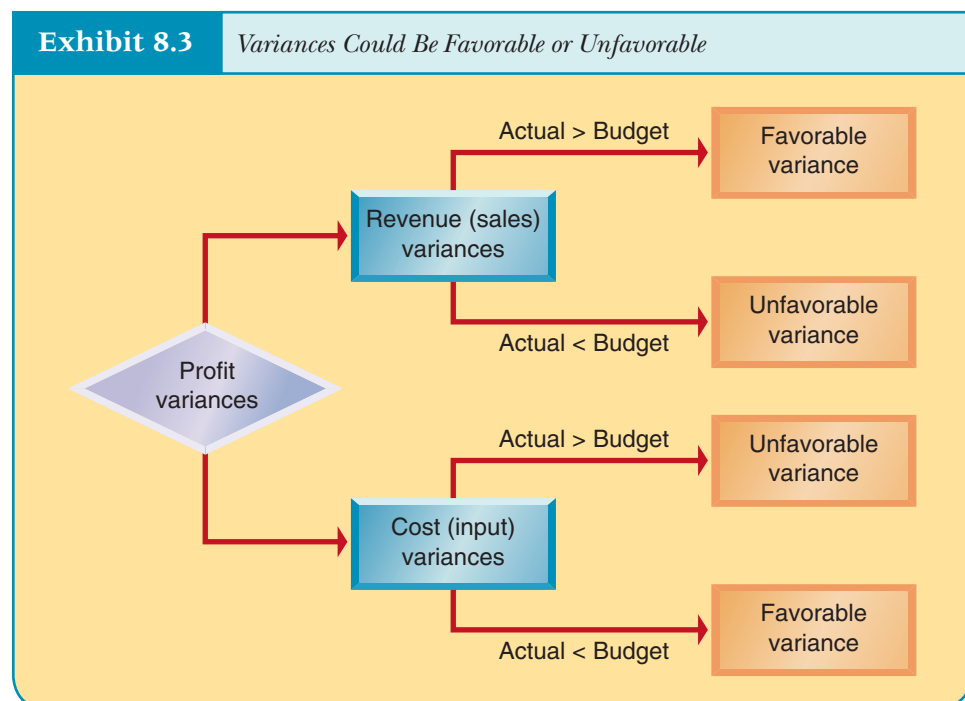 Exhibit 8.3
Variances Could Be Favorable or Unfavorable
Actual > Budget
Favorable
variance
Revenue (sales)
variances
Actual < Budget
Unfavorable
variance
Profit
variances
Actual > Budget
Unfavorable
variance
Cost (input)
variances
Actual < Budget
Favorable
variance